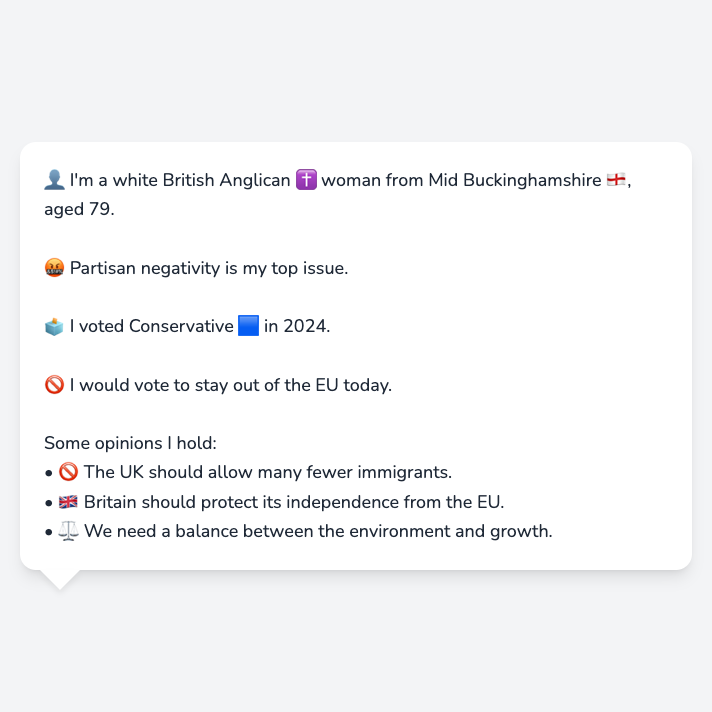 👤 I'm a white British Anglican ✝️ woman from Mid Buckinghamshire 🏴󠁧󠁢󠁥󠁮󠁧󠁿,
aged 79.
🤬 Partisan negativity is my top issue.
🗳️ I voted Conservative 🟦 in 2024.
🚫 I would vote to stay out of the EU today.
Some opinions I hold:
• 🚫 The UK should allow many fewer immigrants.
• 🇬🇧 Britain should protect its independence from the EU.
• ⚖️ We need a balance between the environment and growth.